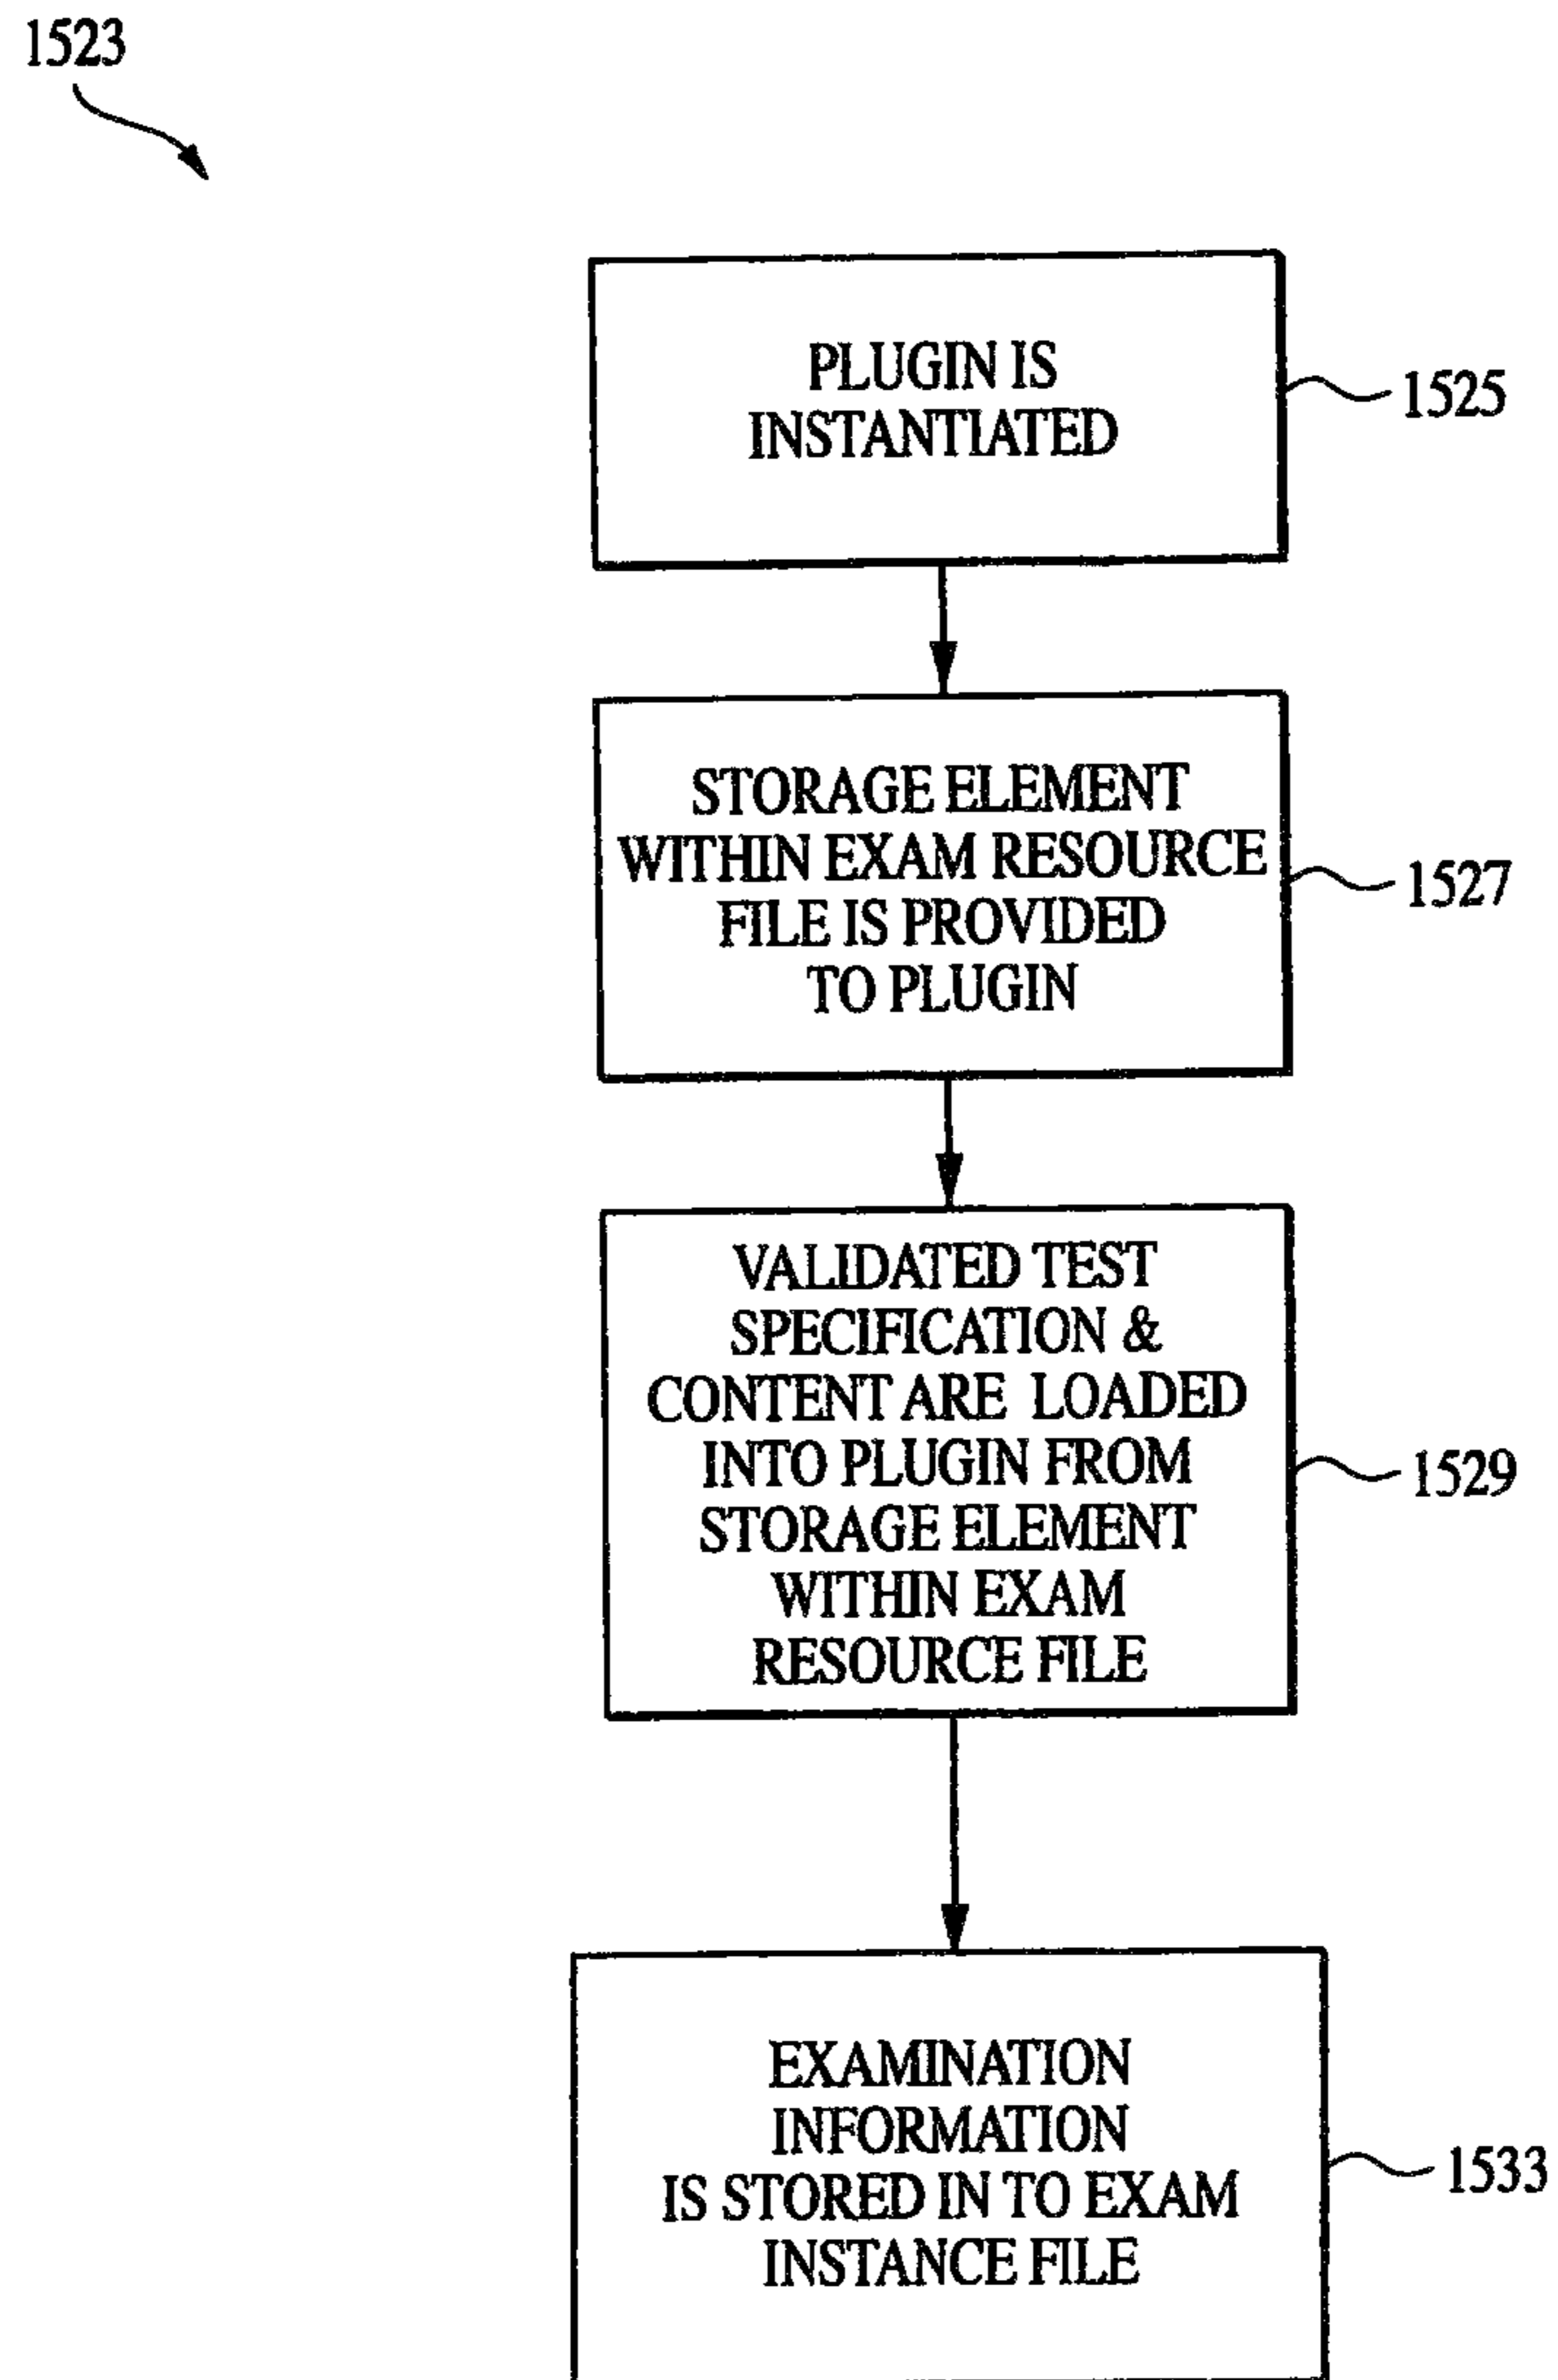 1523
PLUGIN IS
INSTANTIATED
1525
STORAGE ELEMENT
WITHIN EXAM RESOURCE
FILE IS PROVIDED
TO PLUGIN
1527
VALIDATED TEST
SPECIFICATION &
CONTENT ARE LOADED
INTO PLUGIN FROM
STORAGE ELEMENT
WITHIN EXAM
RESOURCE FILE
1529
EXAMINATION
INFORMATION
IS STORED IN TO EXAM
INSTANCE FILE
1533